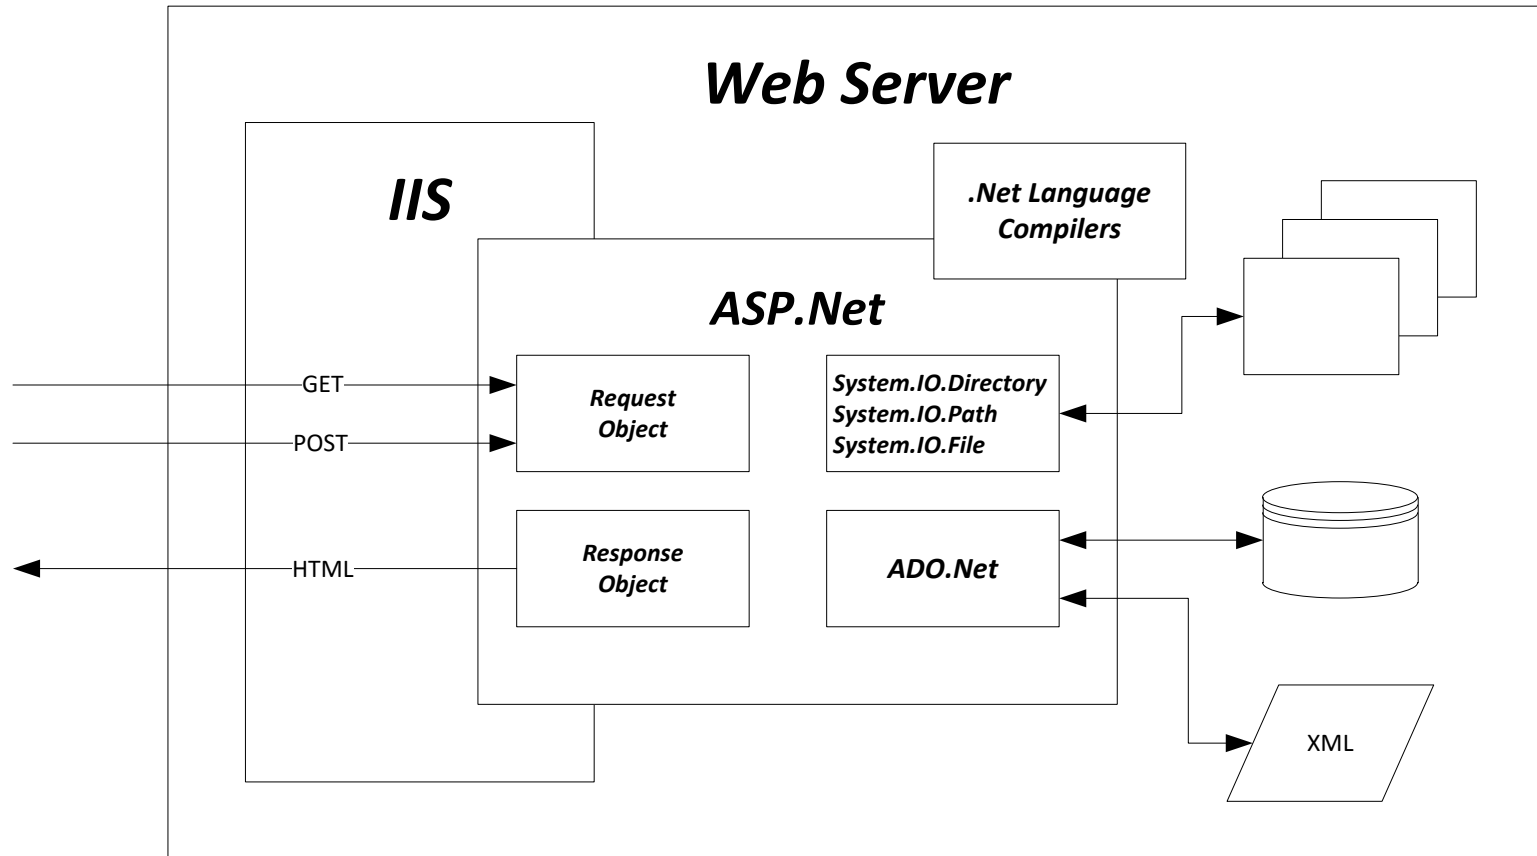 Web Server
IIS
.Net Language
Compilers
ASP.Net
GET
POST
HTML
Request
Object
System.IO.Directory
System.IO.Path
System.IO.File
Response
Object
ADO.Net
XML